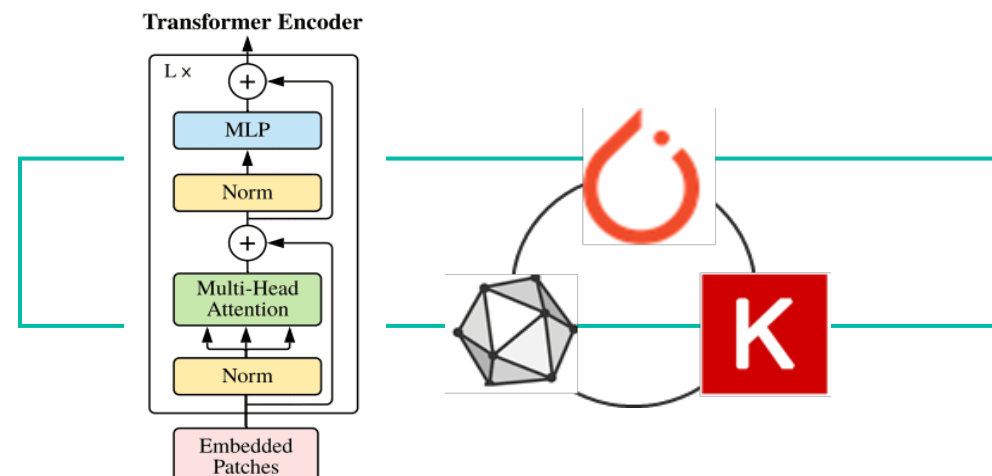 Transformer Encoder
L ×
+
MLP
Norm
+
Multi-Head
Attention
Norm
Embedded
Patches
K